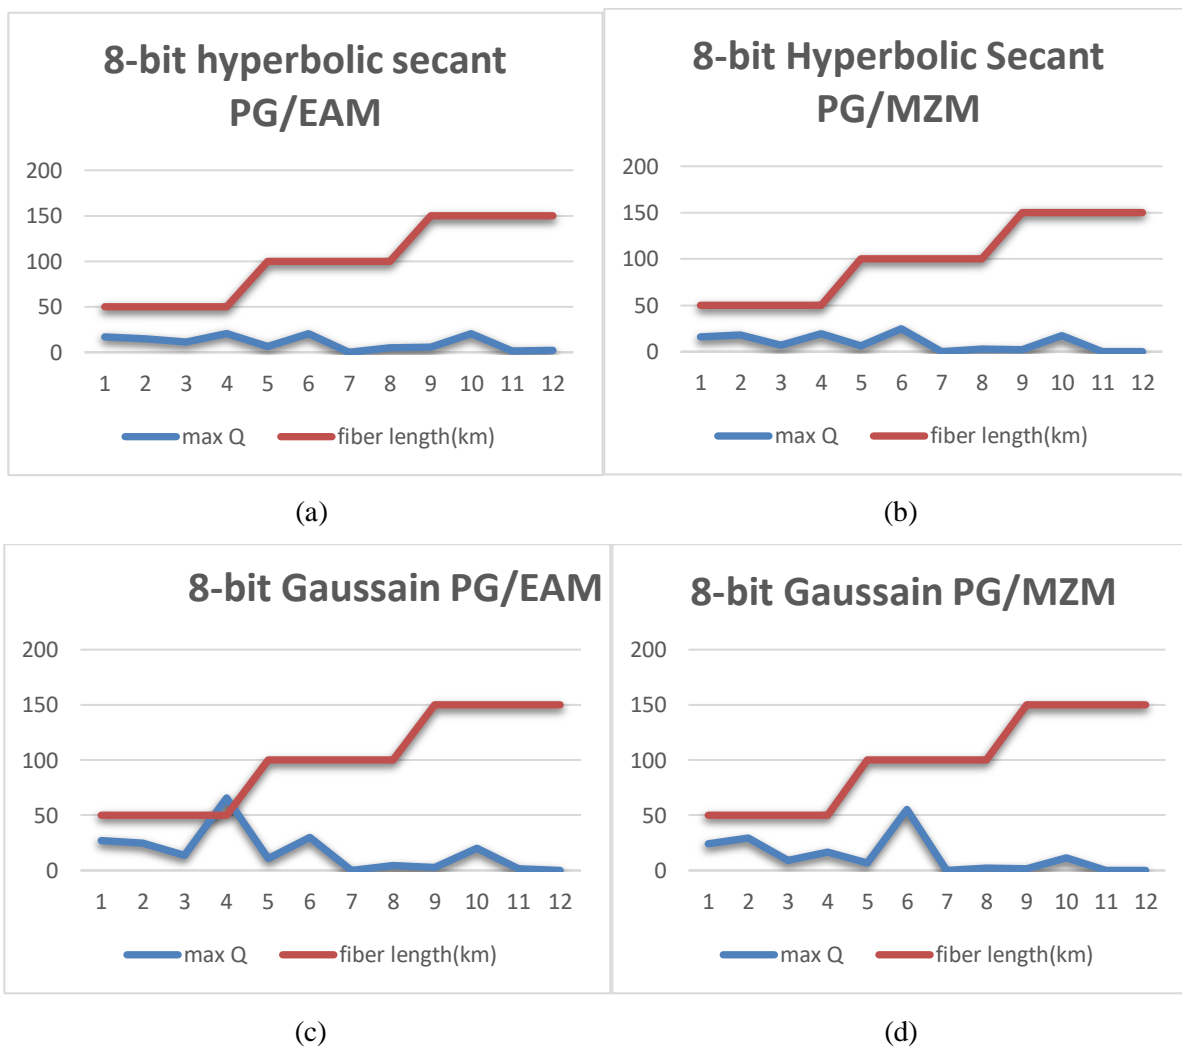 8-bit hyperbolic secant
PG/EAM
200
150
100
50
0
1 2 3 4 5 6 7 8 9 10 11 12
max Q fiber length(km)
(a)
8-bit Hyperbolic Secant
PG/MZM
200
150
100
50
0
1 2 3 4 5 6 7 8 9 10 11 12
max Q fiber length(km)
(b)
8-bit Gaussain PG/EAM
200
150
100
50
0
1 2 3 4 5 6 7 8 9 10 11 12
max Q fiber length(km)
(c)
8-bit Gaussain PG/MZM
200
150
100
50
0
1 2 3 4 5 6 7 8 9 10 11 12
max Q fiber length(km)
(d)